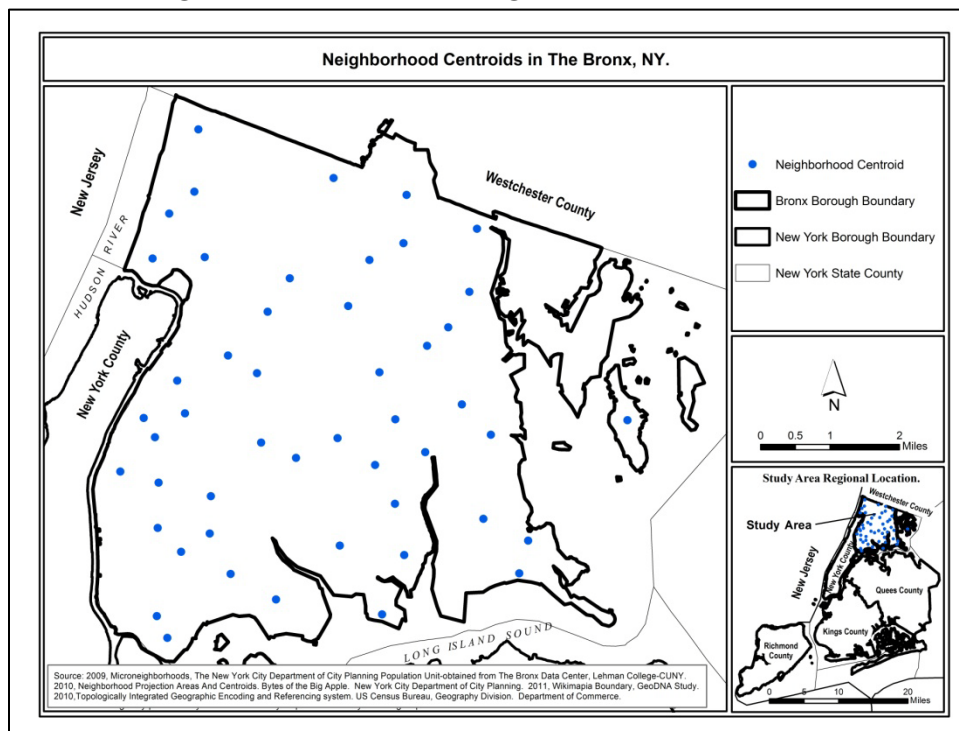 Neighborhood Centroids in The Bronx, NY.
New Jersey
HUDSON RIVER
New York County
Westchester County
LONG ISLAND SOUND
Source: 2009, Microneighborhoods, The New York City Department of City Planning Population Unit-obtained from The Bronx Data Center, Lehman College-CUNY.
2010, Neighborhood Projection Areas And Centroids. Bytes of the Big Apple. New York City Department of City Planning. 2011, Wikimapia Boundary, GeoDNA Study.
2010,Topologically Integrated Geographic Encoding and Referencing system. US Census Bureau, Geography Division. Department of Commerce.
Neighborhood Centroid
Bronx Borough Boundary
New York Borough Boundary
New York State County
N
0 0.5 1 2
Miles
Study Area Regional Location.
Westchester County
Study Area
New Jersey
New York County
Quees County
Kings County
Richmond
County
0 10 20
Miles